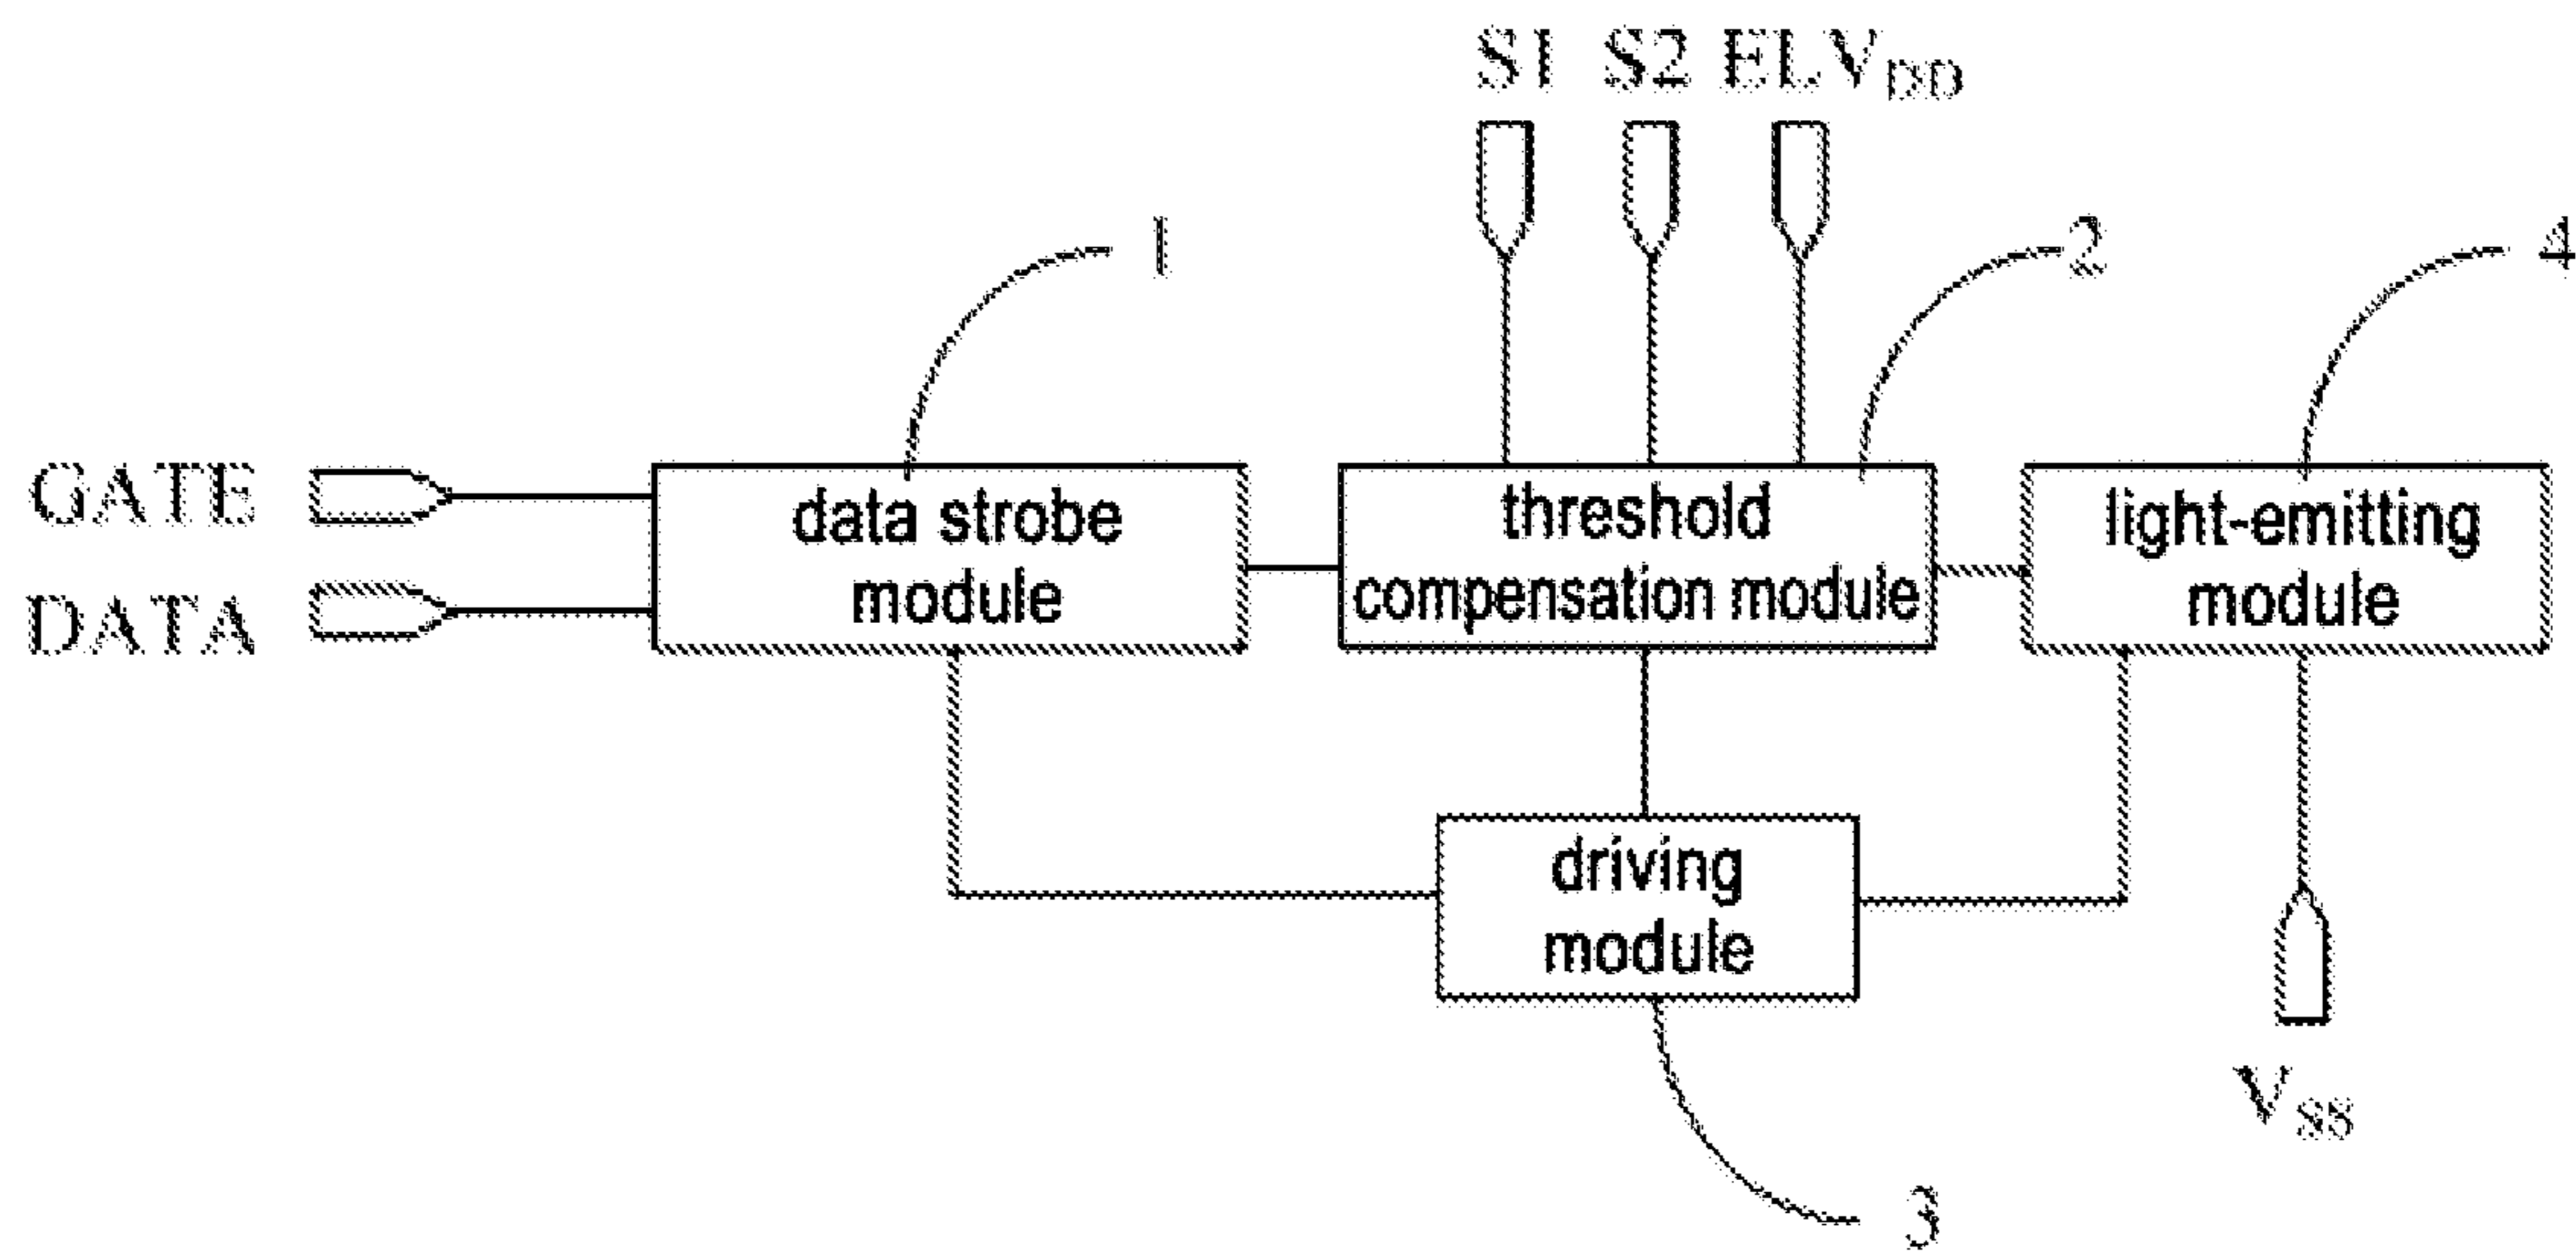 S1 S2 ELVDD
1
2
4
GATE
DATA
data strobe
module
threshold
compensation module
light-emitting
module
driving
module
VSS
3